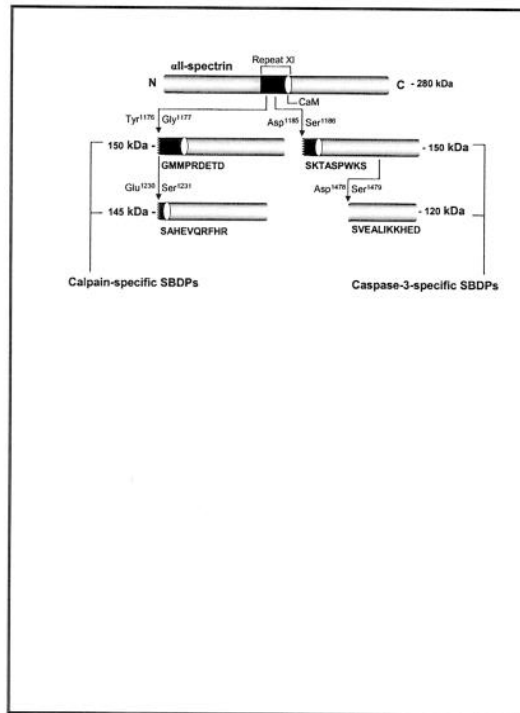 Repeat XI
αII-spectrin
N
C - 280 kDa
CaM
Tyr¹¹⁷⁶ Gly¹¹⁷⁷
Asp¹¹⁸⁵ Ser¹¹⁸⁶
150 kDa -
- 150 kDa
GMMPRDETD
SKTASPWKS
Glu¹²³⁰ Ser¹²³¹
Asp¹⁴⁷⁸ Ser¹⁴⁷⁹
145 kDa -
- 120 kDa
SAHEVQRFHR
SVEALIKKHED
Calpain-specific SBDPs
Caspase-3-specific SBDPs